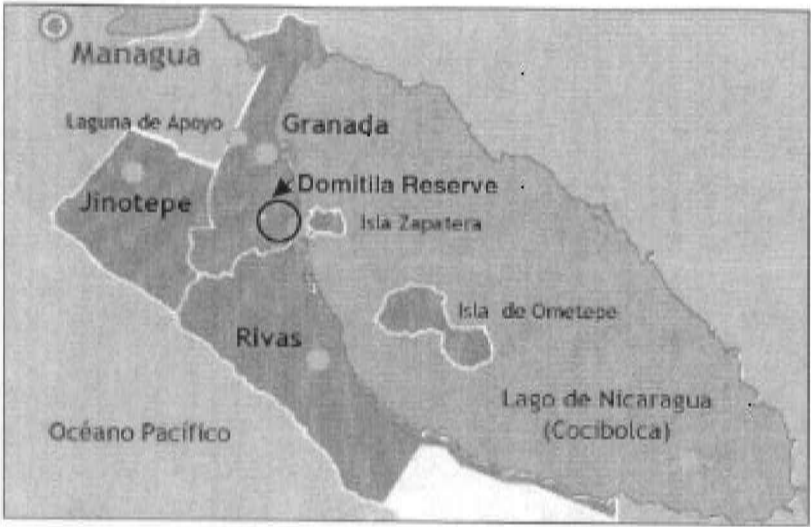 Managua
Laguna de Apoyo
Granada
Domitila Reserve
Jinotepe
Isla Zapatera
Isla de Ometepe
Rivas
Lago de Nicaragua
(Cocibolca)
Océano Pacífico